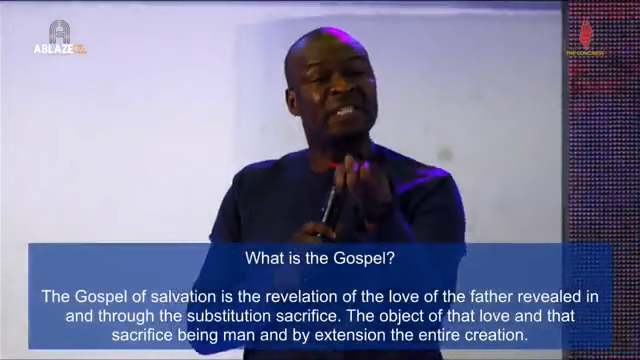 ABLAZE
THE CONCRESS
What is the Gospel?
The Gospel of salvation is the revelation of the love of the father revealed in
and through the substitution sacrifice. The object of that love and that
sacrifice being man and by extension the entire creation.